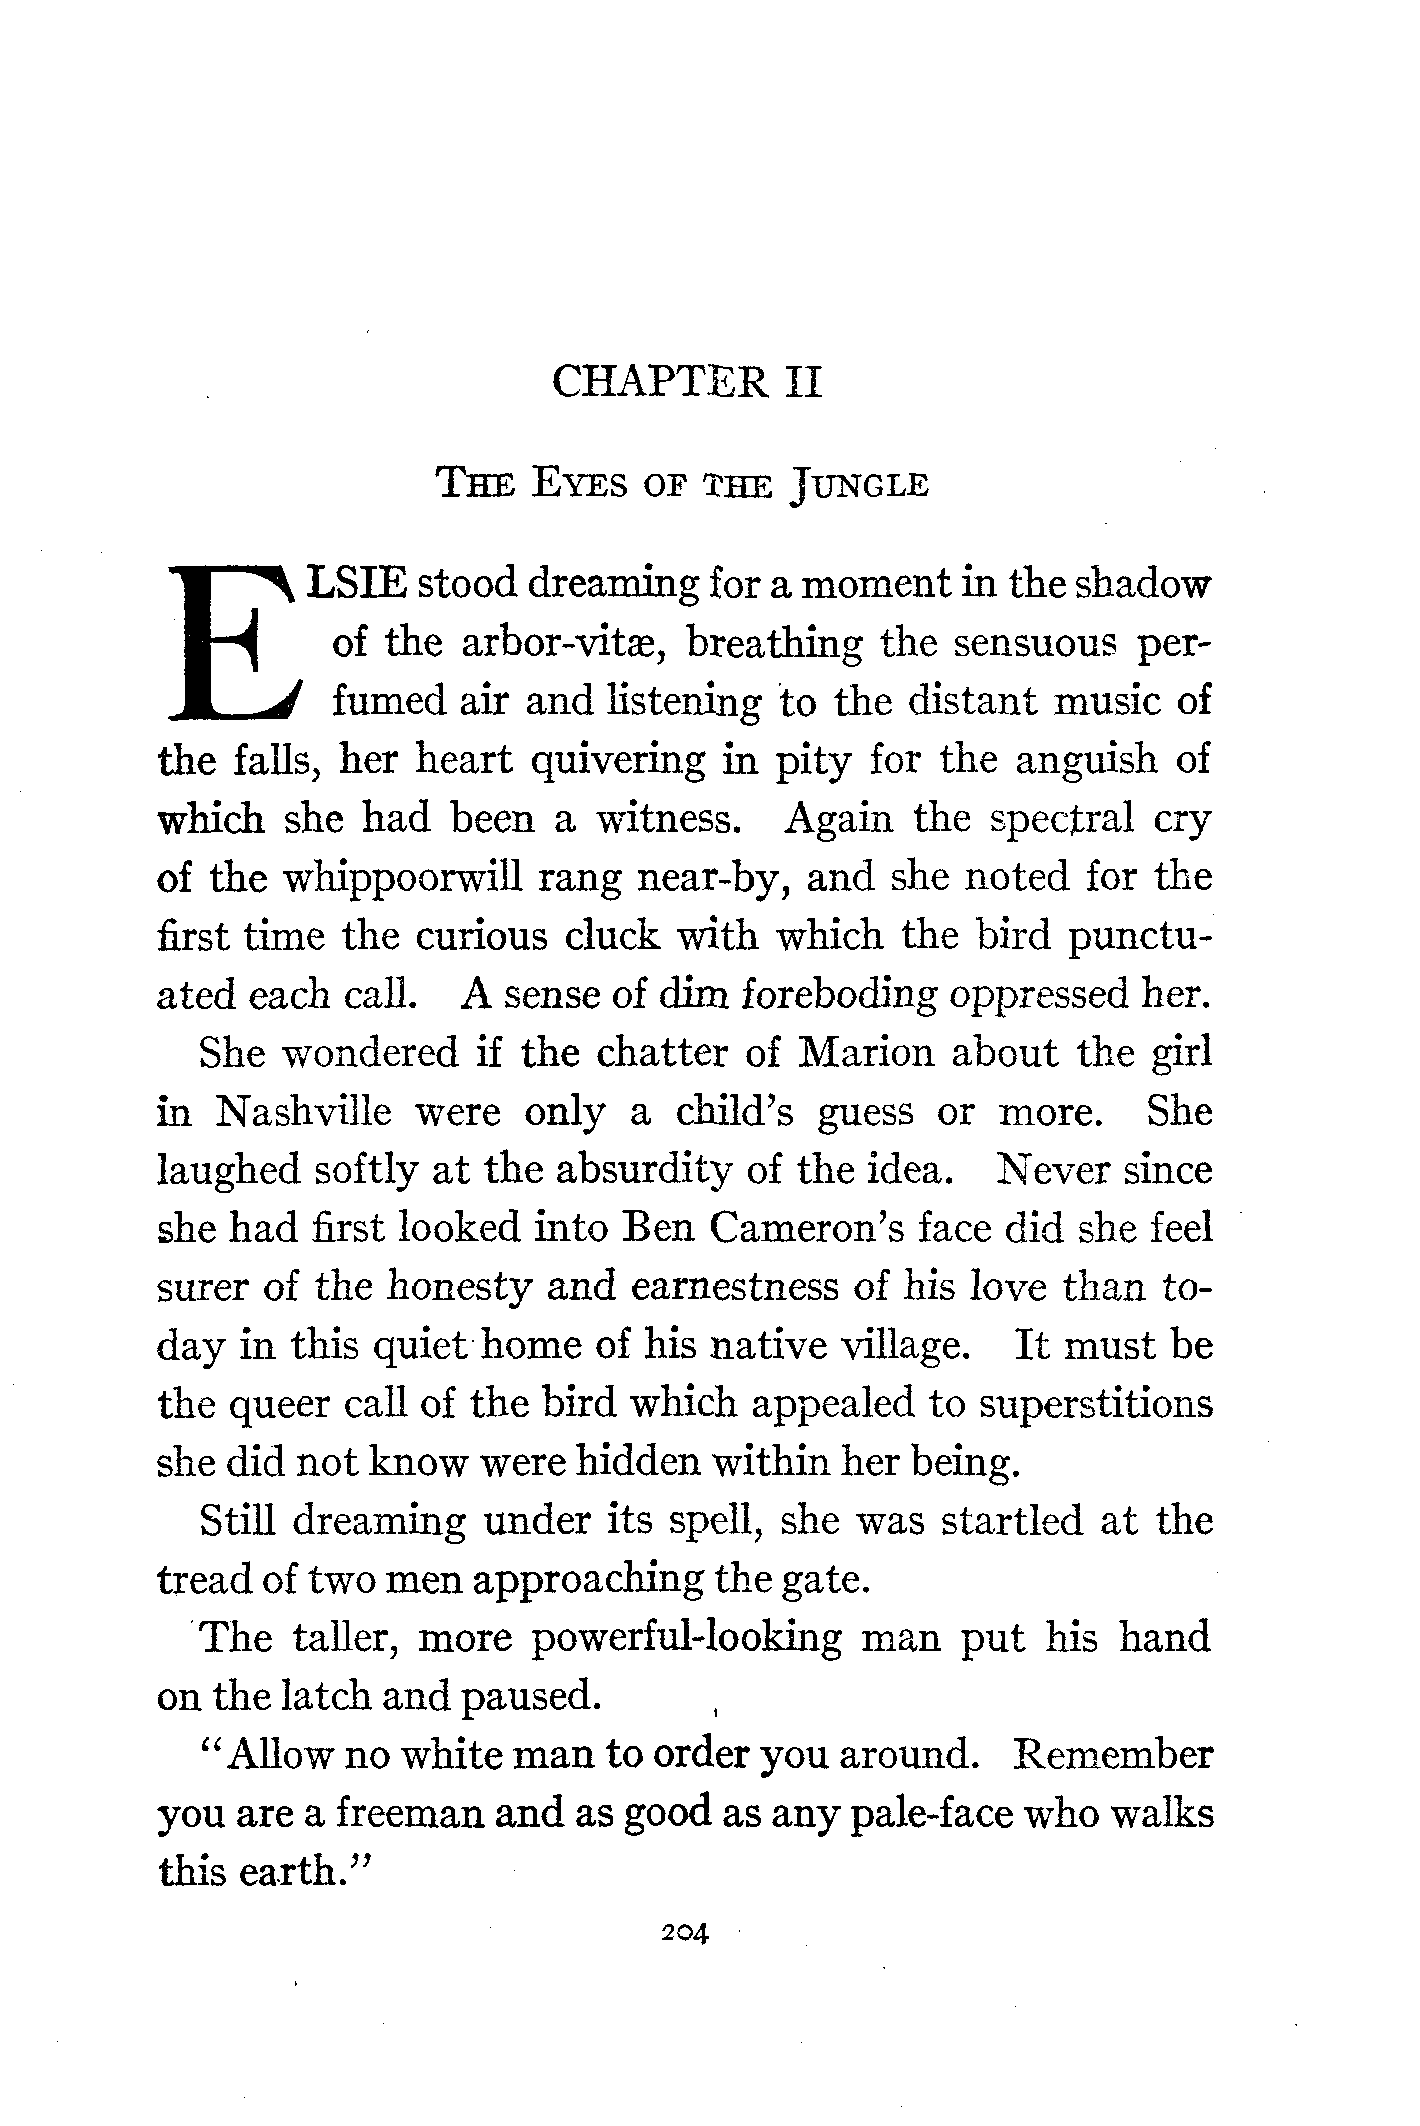 CHAPTER II
The Eyes of the Jungle
ELSIE stood dreaming for a moment in the shadow
of the arbor-vitæ, breathing the sensuous per-
fumed air and listening to the distant music of
the falls, her heart quivering in pity for the anguish of
which she had been a witness. Again the spectral cry
of the whippoorwill rang near-by, and she noted for the
first time the curious cluck with which the bird punctu-
ated each call. A sense of dim foreboding oppressed her.
She wondered if the chatter of Marion about the girl
in Nashville were only a child's guess or more. She
laughed softly at the absurdity of the idea. Never since
she had first looked into Ben Cameron's face did she feel
surer of the honesty and earnestness of his love than to-
day in this quiet home of his native village. It must be
the queer call of the bird which appealed to superstitions
she did not know were hidden within her being.
Still dreaming under its spell, she was startled at the
tread of two men approaching the gate.
The taller, more powerful-looking man put his hand
on the latch and paused.
"Allow no white man to order you around. Remember
you are a freeman and as good as any pale-face who walks
this earth."
204